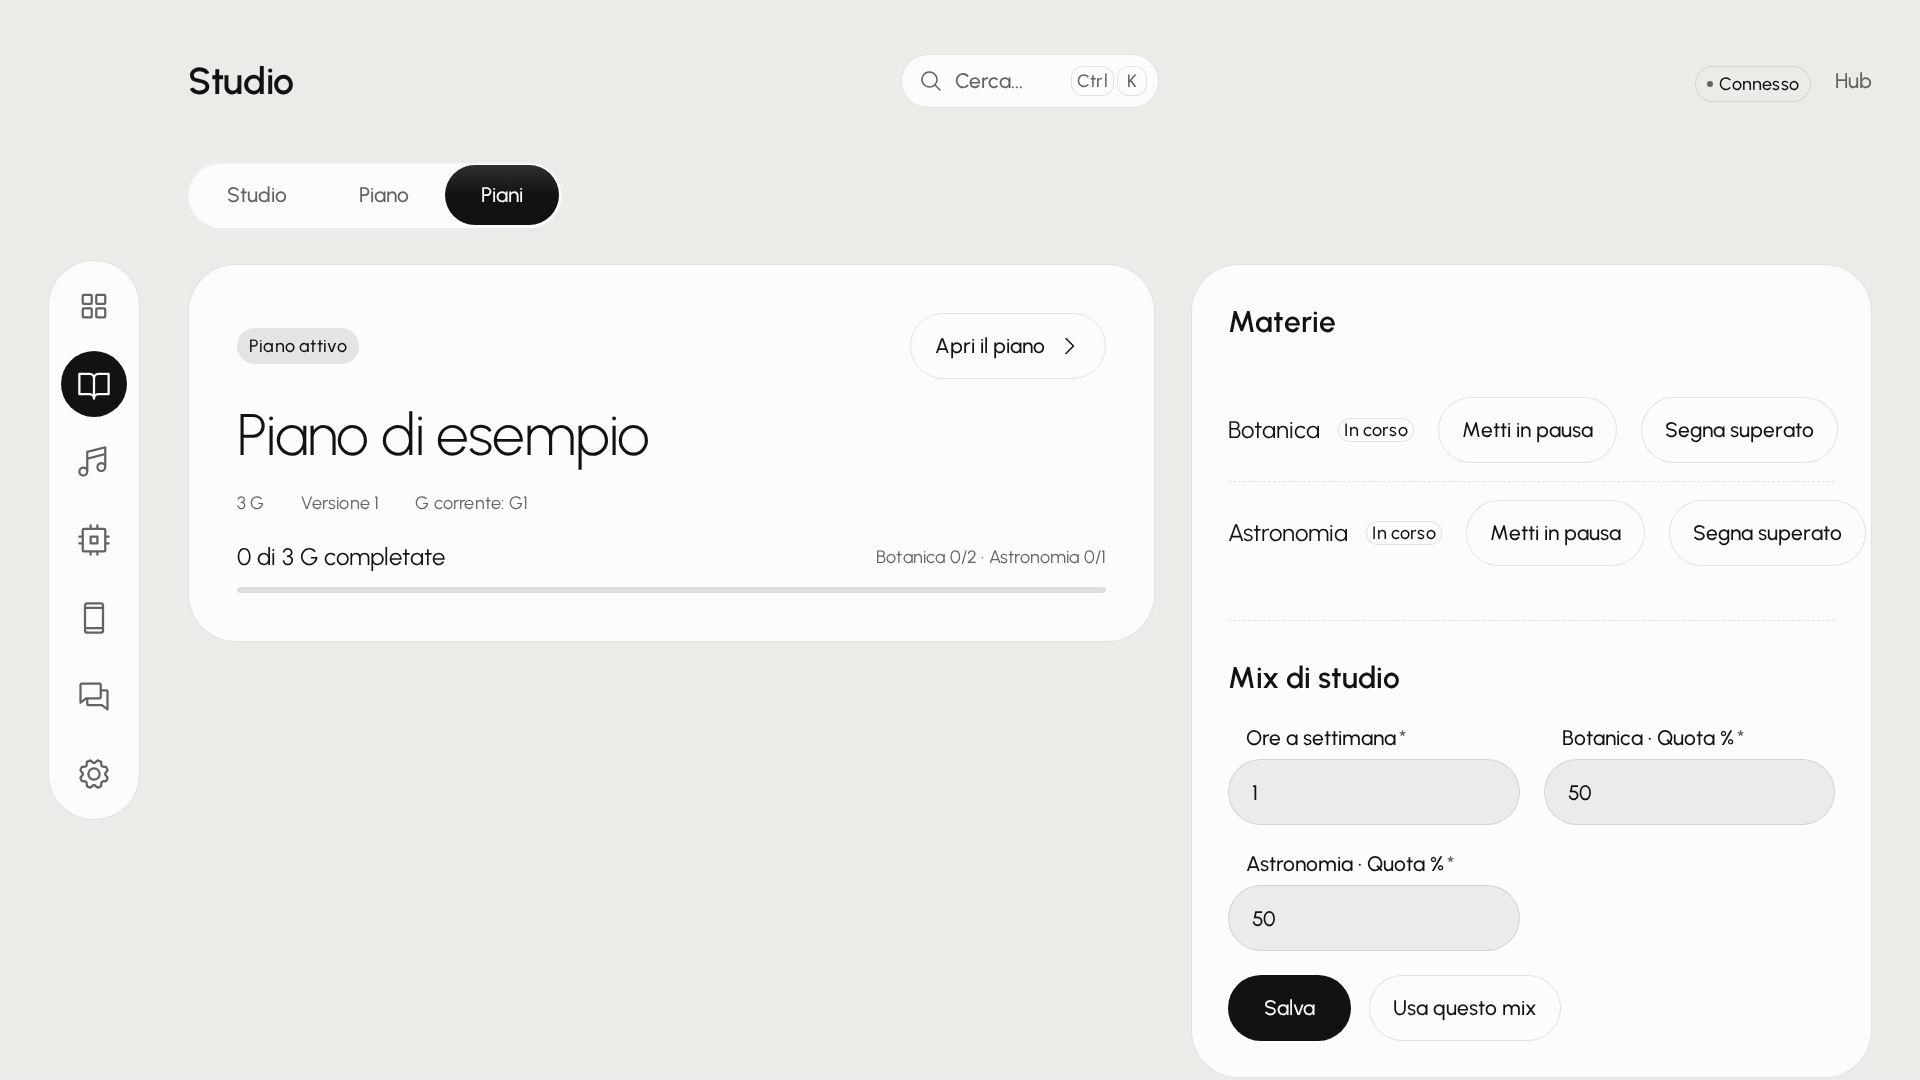 Studio
Cerca...
Ctrl K
Connesso
Hub
Studio
Piano
Piani
Piano attivo
Apri il piano
Piano di esempio
3 G
Versione 1
G corrente: G1
0 di 3 G completate
Botanica 0/2 · Astronomia 0/1
Materie
Botanica
In corso
Metti in pausa
Segna superato
Astronomia
In corso
Metti in pausa
Segna superato
Mix di studio
Ore a settimana *
1
Botanica · Quota % *
50
Astronomia · Quota % *
50
Salva
Usa questo mix